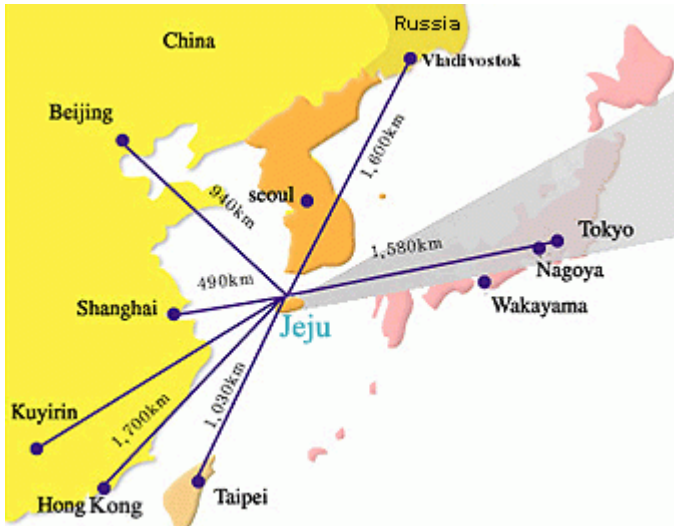 Russia
China
Vladivostok
Beijing
1,600km
940km
seoul
1,580km
Tokyo
Nagoya
490km
Shanghai
Wakayama
Jeju
1,030km
Kuyirin
1,700km
Hong Kong
Taipei